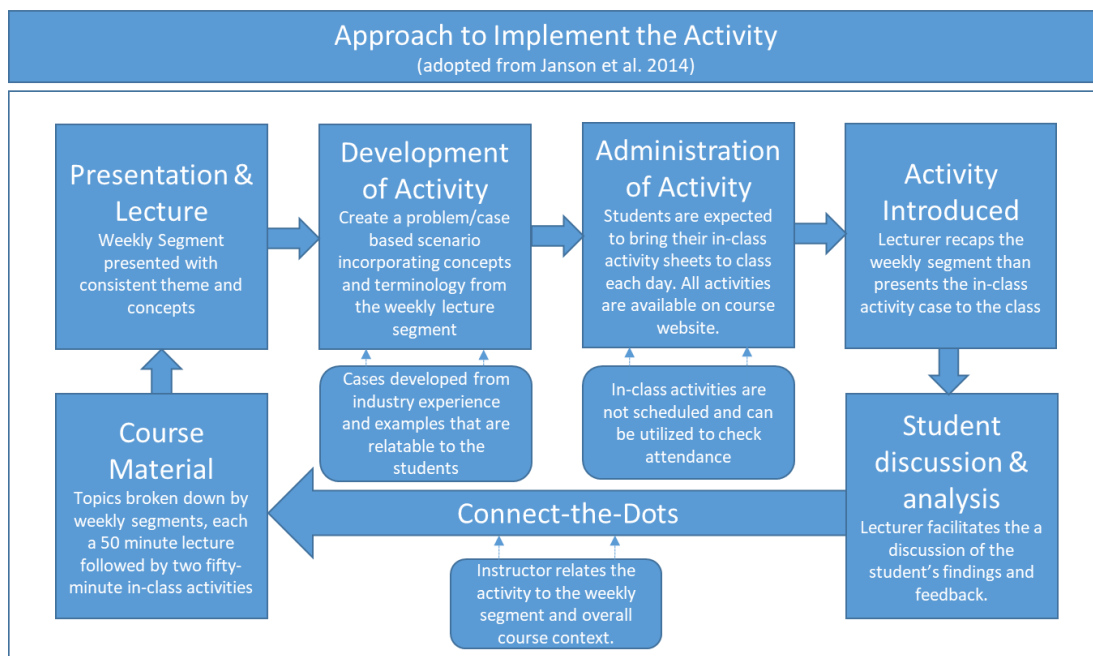 Approach to Implement the Activity
(adopted from Janson et al. 2014)
Presentation &
Lecture
Weekly Segment
presented with
consistent theme and
concepts
Development
of Activity
Create a problem/case
based scenario
incorporating concepts
and terminology from
the weekly lecture
segment
Administration
of Activity
Students are expected
to bring their in-class
activity sheets to class
each day. All activities
are available on course
website.
Activity
Introduced
Lecturer recaps the
weekly segment than
presents the in-class
activity case to the class
Cases developed from
industry experience
and examples that are
relatable to the
students
In-class activities are
not scheduled and can
be utilized to check
attendance
Course
Material
Topics broken down by
weekly segments, each
a 50 minute lecture
followed by two fifty-
minute in-class activities
Connect-the-Dots
Instructor relates the
activity to the weekly
segment and overall
course context.
Student
discussion &
analysis
Lecturer facilitates the a
discussion of the
student's findings and
feedback.